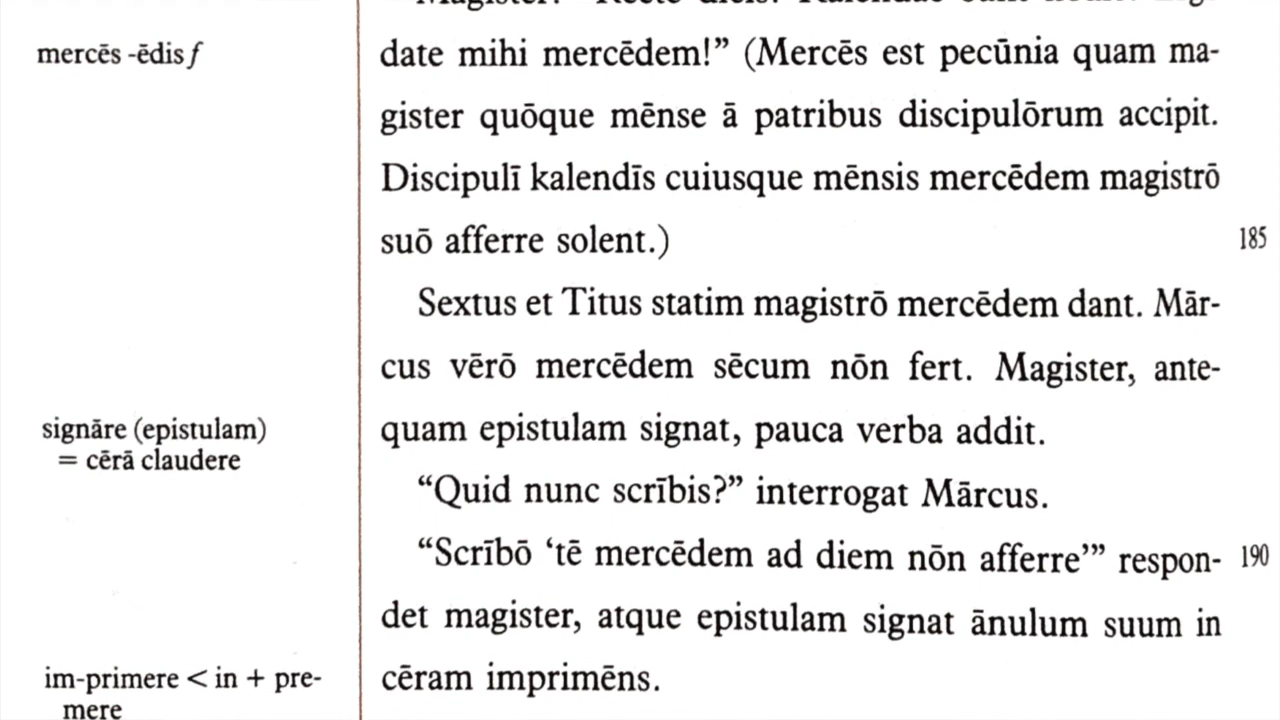 mercēs -ēdis f
date mihi mercēdem!” (Mercēs est pecūnia quam ma-
gister quōque mēnse ā patribus discipulōrum accipit.
Discipulī kalendīs cuiusque mēnsis mercēdem magistrō
suō afferre solent.)
185
Sextus et Titus statim magistrō mercēdem dant. Mār-
cus vērō mercēdem sēcum nōn fert. Magister, ante-
signāre (epistulam)
= cērā claudere
quam epistulam signat, pauca verba addit.
“Quid nunc scrībis?” interrogat Mārcus.
“Scrībō ‘tē mercēdem ad diem nōn afferre’” respon-
190
det magister, atque epistulam signat ānulum suum in
im-primere < in + pre-
mere
cēram imprimēns.